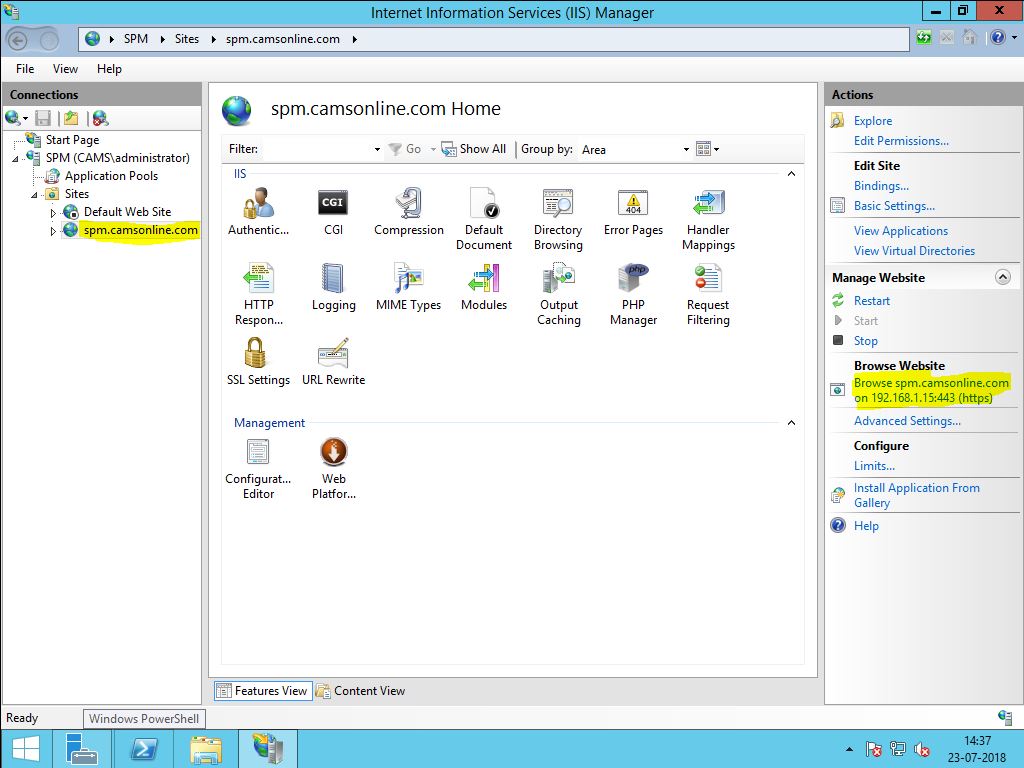 Internet Information Services (IIS) Manager
SPM
Sites
spm.camsonline.com
File
View
Help
Connections
Start Page
SPM (CAMS\administrator)
Application Pools
Sites
Default Web Site
spm.camsonline.com
spm.camsonline.com Home
Filter:
Go
Show All
Group by:
Area
IIS
Authentic...
CGI
CGI
Compression
Default
Document
Directory
Browsing
404
Error Pages
Handler
Mappings
HTTP
Respon...
Logging
MIME Types
Modules
Output
Caching
php
PHP
Manager
Request
Filtering
SSL Settings
URL Rewrite
Management
Configurat...
Editor
Web
Platfor...
Features View
Content View
Actions
Explore
Edit Permissions...
Edit Site
Bindings...
Basic Settings...
View Applications
View Virtual Directories
Manage Website
Restart
Start
Stop
Browse Website
Browse spm.camsonline.com
on 192.168.1.15:443 (https)
Advanced Settings...
Configure
Limits...
Install Application From
Gallery
Help
Ready
Windows PowerShell
14:37
23-07-2018